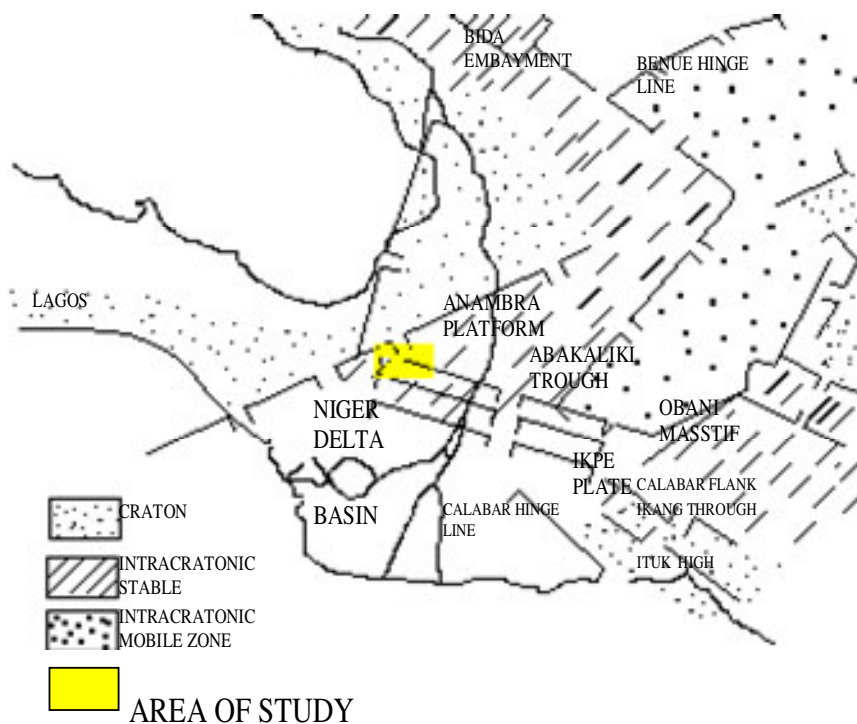 BIDA
EMBAYMENT
BENUE HINGE
LINE
LAGOS
ANAMBRA
PLATFORM
ABAKALIKI
TROUGH
NIGER
DELTA
BASIN
OBANI
MASSTIF
IKPE
PLATE
CALABAR FLANK
IKANG THROUGH
CALABAR HINGE
LINE
ITUK HIGH
CRATON
INTRACRATONIC
STABLE
INTRACRATONIC
MOBILE ZONE
AREA OF STUDY